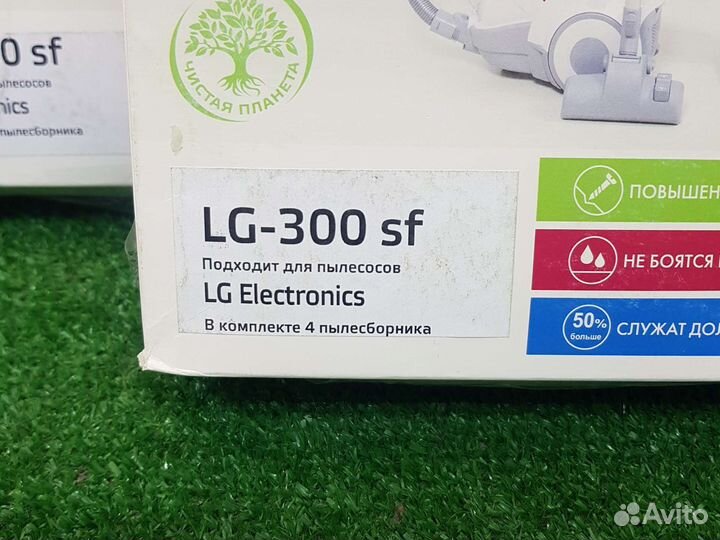 0 sf
ылесосов
nics
пылесборника
ЧИСТАЯ ПЛАНЕТА
LG-300 sf
Подходит для пылесосов
LG Electronics
В комплекте 4 пылесборника
ПОВЫШЕН
НЕ БОЯТСЯ
50%
больше
СЛУЖАТ ДОЛ
Avito